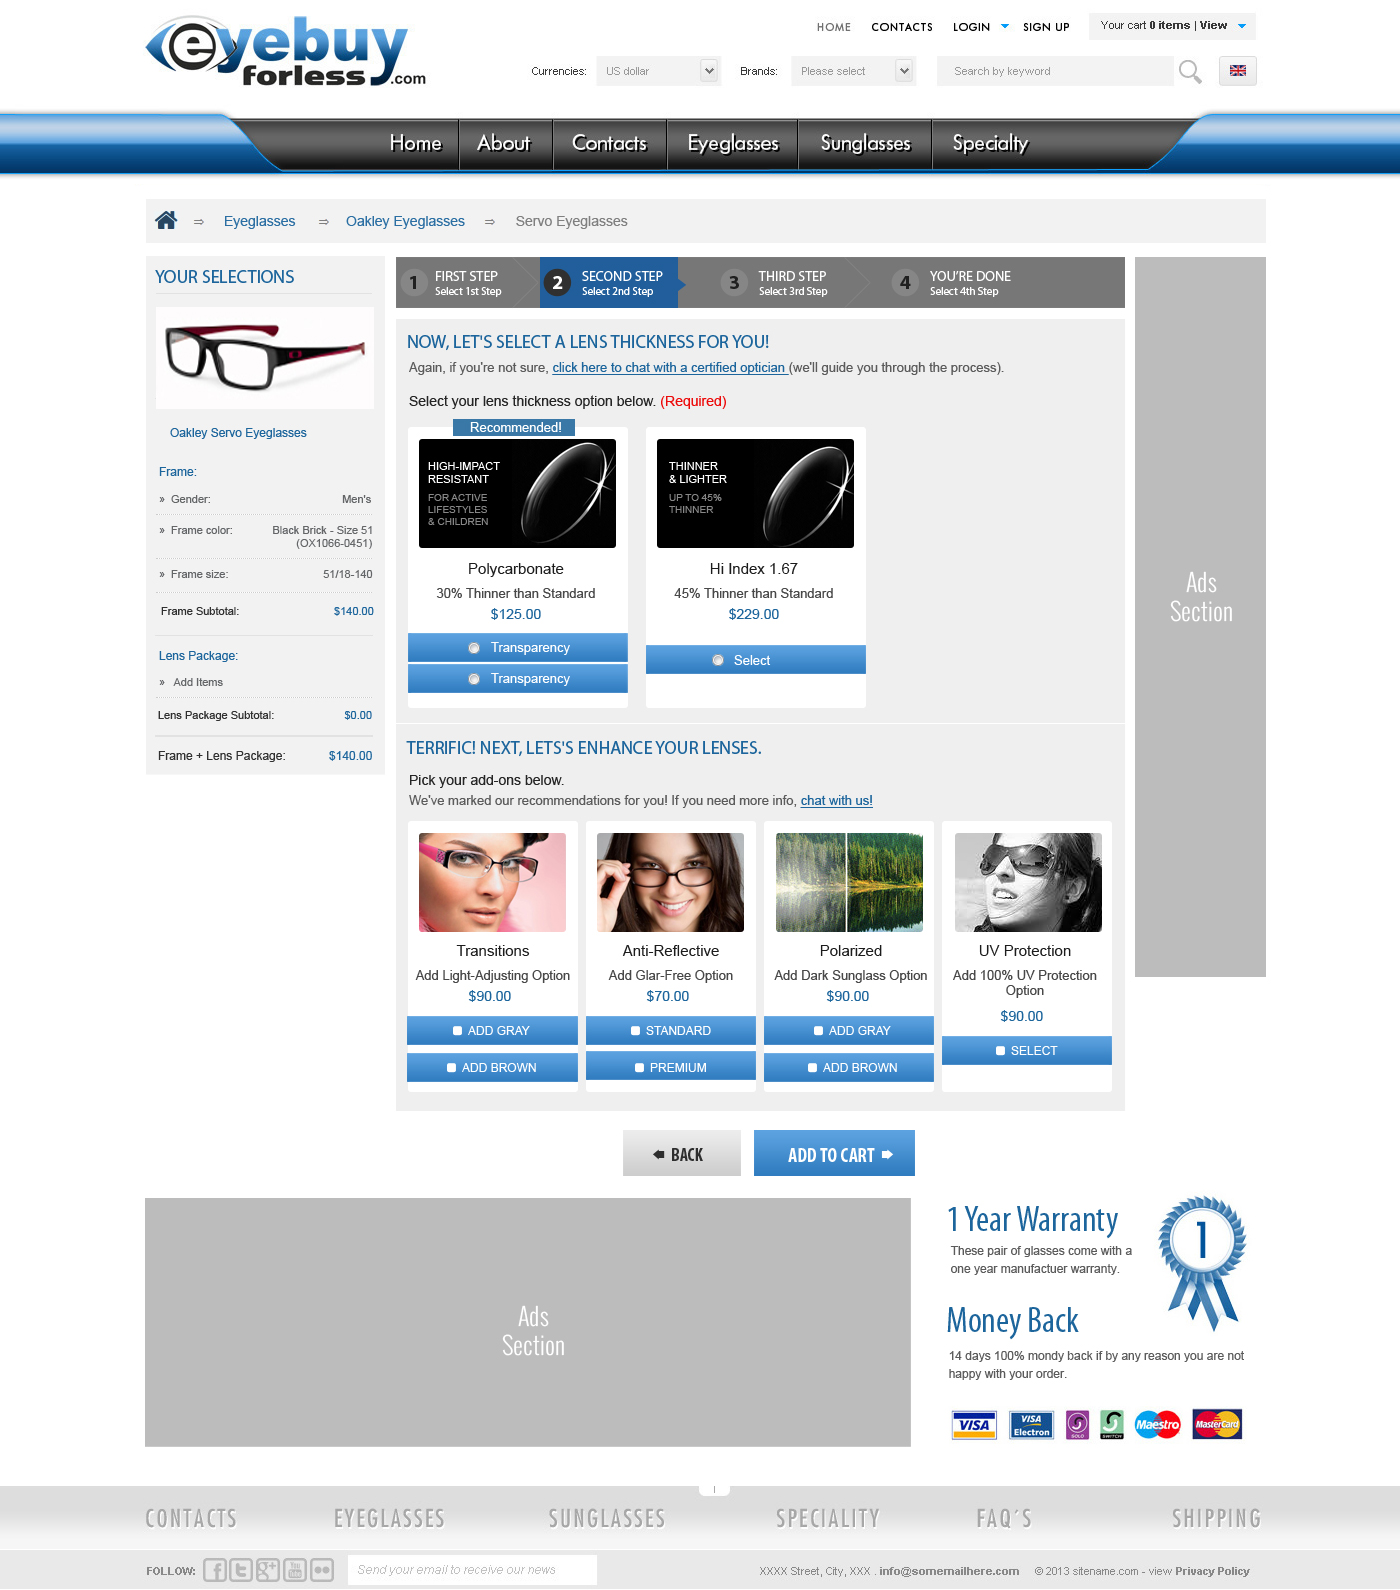 eyebuy
forless.com
HOME CONTACTS LOGIN SIGN UP Your cart 0 items | View
Currencies: US dollar Brands: Please select Search by keyword
Home About Contacts Eyeglasses Sunglasses Specialty
⇒ Eyeglasses ⇒ Oakley Eyeglasses ⇒ Servo Eyeglasses
YOUR SELECTIONS
Oakley Servo Eyeglasses
Frame:
» Gender: Men's
» Frame color: Black Brick - Size 51
(OX1066-0451)
» Frame size: 51/18-140
Frame Subtotal: $140.00
Lens Package:
» Add Items
Lens Package Subtotal: $0.00
Frame + Lens Package: $140.00
1 FIRST STEP
Select 1st Step
2 SECOND STEP
Select 2nd Step
3 THIRD STEP
Select 3rd Step
4 YOU'RE DONE
Select 4th Step
NOW, LET'S SELECT A LENS THICKNESS FOR YOU!
Again, if you're not sure, click here to chat with a certified optician (we'll guide you through the process).
Select your lens thickness option below. (Required)
Recommended!
HIGH-IMPACT
RESISTANT
FOR ACTIVE
LIFESTYLES
& CHILDREN
Polycarbonate
30% Thinner than Standard
$125.00
Transparency
Transparency
THINNER
& LIGHTER
UP TO 45%
THINNER
Hi Index 1.67
45% Thinner than Standard
$229.00
Select
TERRIFIC! NEXT, LETS'S ENHANCE YOUR LENSES.
Pick your add-ons below.
We've marked our recommendations for you! If you need more info, chat with us!
Transitions
Add Light-Adjusting Option
$90.00
ADD GRAY
ADD BROWN
Anti-Reflective
Add Glar-Free Option
$70.00
STANDARD
PREMIUM
Polarized
Add Dark Sunglass Option
$90.00
ADD GRAY
ADD BROWN
UV Protection
Add 100% UV Protection
Option
$90.00
SELECT
Ads
Section
BACK ADD TO CART
Ads
Section
1 Year Warranty
These pair of glasses come with a
one year manufactuer warranty.
1
Money Back
14 days 100% mondy back if by any reason you are not
happy with your order.
VISA VISA Electron SOLO SWITCH Maestro MasterCard
CONTACTS EYEGLASSES SUNGLASSES SPECIALITY FAQ´S SHIPPING
FOLLOW: Send your email to receive our news XXXX Street, City, XXX . info@somemailhere.com © 2013 sitename.com - view Privacy Policy